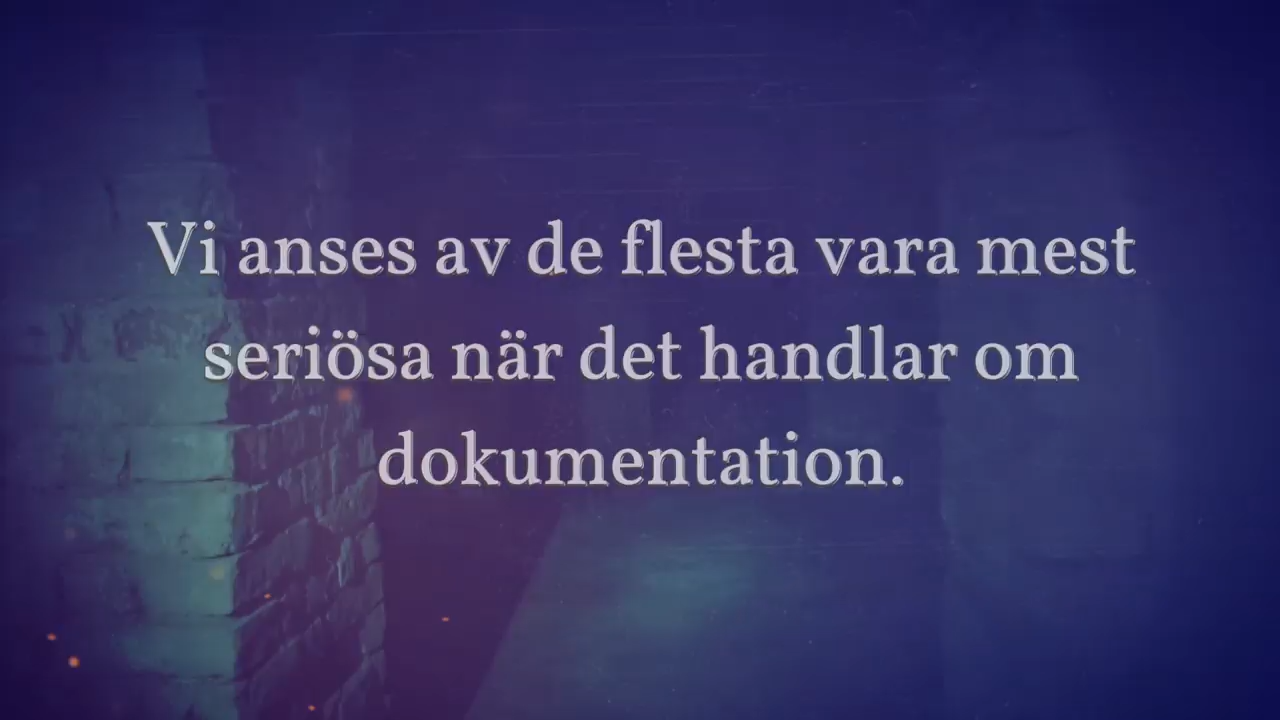 Vi anses av de flesta vara mest
seriösa när det handlar om
dokumentation.